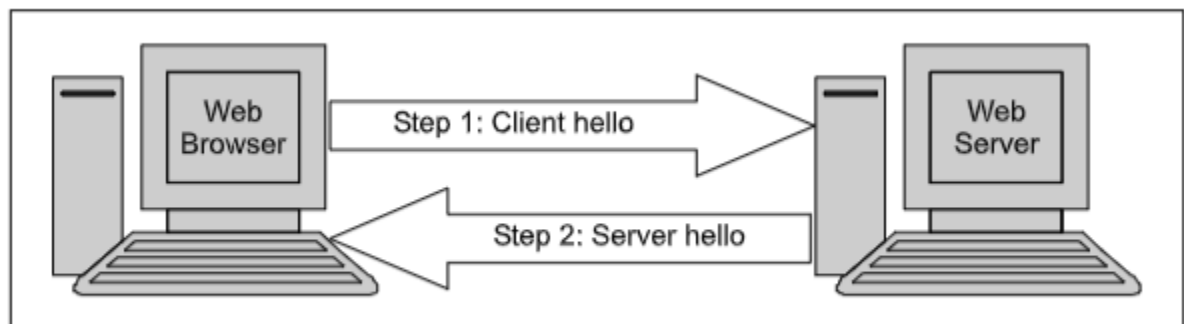 Web
Browser
Step 1: Client hello
Web
Server
Step 2: Server hello